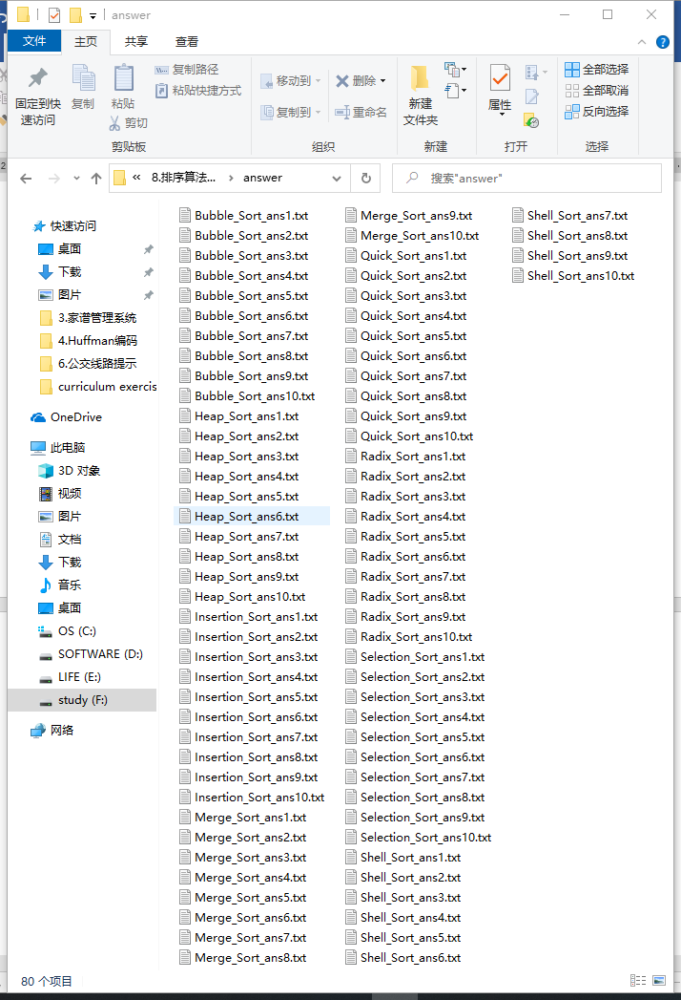 answer
文件
主页
共享
查看
固定到快
速访问
复制
粘贴
复制路径
粘贴快捷方式
剪切
剪贴板
移动到
复制到
删除
重命名
组织
新建
文件夹
新建
属性
打开
全部选择
全部取消
反向选择
选择
« 8.排序算法... › answer
搜索"answer"
快速访问
桌面
下载
图片
3.家谱管理系统
4.Huffman编码
6.公交线路提示
curriculum exercis
OneDrive
此电脑
3D 对象
视频
图片
文档
下载
音乐
桌面
OS (C:)
SOFTWARE (D:)
LIFE (E:)
study (F:)
网络
Bubble_Sort_ans1.txt
Bubble_Sort_ans2.txt
Bubble_Sort_ans3.txt
Bubble_Sort_ans4.txt
Bubble_Sort_ans5.txt
Bubble_Sort_ans6.txt
Bubble_Sort_ans7.txt
Bubble_Sort_ans8.txt
Bubble_Sort_ans9.txt
Bubble_Sort_ans10.txt
Heap_Sort_ans1.txt
Heap_Sort_ans2.txt
Heap_Sort_ans3.txt
Heap_Sort_ans4.txt
Heap_Sort_ans5.txt
Heap_Sort_ans6.txt
Heap_Sort_ans7.txt
Heap_Sort_ans8.txt
Heap_Sort_ans9.txt
Heap_Sort_ans10.txt
Insertion_Sort_ans1.txt
Insertion_Sort_ans2.txt
Insertion_Sort_ans3.txt
Insertion_Sort_ans4.txt
Insertion_Sort_ans5.txt
Insertion_Sort_ans6.txt
Insertion_Sort_ans7.txt
Insertion_Sort_ans8.txt
Insertion_Sort_ans9.txt
Insertion_Sort_ans10.txt
Merge_Sort_ans1.txt
Merge_Sort_ans2.txt
Merge_Sort_ans3.txt
Merge_Sort_ans4.txt
Merge_Sort_ans5.txt
Merge_Sort_ans6.txt
Merge_Sort_ans7.txt
Merge_Sort_ans8.txt
Merge_Sort_ans9.txt
Merge_Sort_ans10.txt
Quick_Sort_ans1.txt
Quick_Sort_ans2.txt
Quick_Sort_ans3.txt
Quick_Sort_ans4.txt
Quick_Sort_ans5.txt
Quick_Sort_ans6.txt
Quick_Sort_ans7.txt
Quick_Sort_ans8.txt
Quick_Sort_ans9.txt
Quick_Sort_ans10.txt
Radix_Sort_ans1.txt
Radix_Sort_ans2.txt
Radix_Sort_ans3.txt
Radix_Sort_ans4.txt
Radix_Sort_ans5.txt
Radix_Sort_ans6.txt
Radix_Sort_ans7.txt
Radix_Sort_ans8.txt
Radix_Sort_ans9.txt
Radix_Sort_ans10.txt
Selection_Sort_ans1.txt
Selection_Sort_ans2.txt
Selection_Sort_ans3.txt
Selection_Sort_ans4.txt
Selection_Sort_ans5.txt
Selection_Sort_ans6.txt
Selection_Sort_ans7.txt
Selection_Sort_ans8.txt
Selection_Sort_ans9.txt
Selection_Sort_ans10.txt
Shell_Sort_ans1.txt
Shell_Sort_ans2.txt
Shell_Sort_ans3.txt
Shell_Sort_ans4.txt
Shell_Sort_ans5.txt
Shell_Sort_ans6.txt
Shell_Sort_ans7.txt
Shell_Sort_ans8.txt
Shell_Sort_ans9.txt
Shell_Sort_ans10.txt
80 个项目